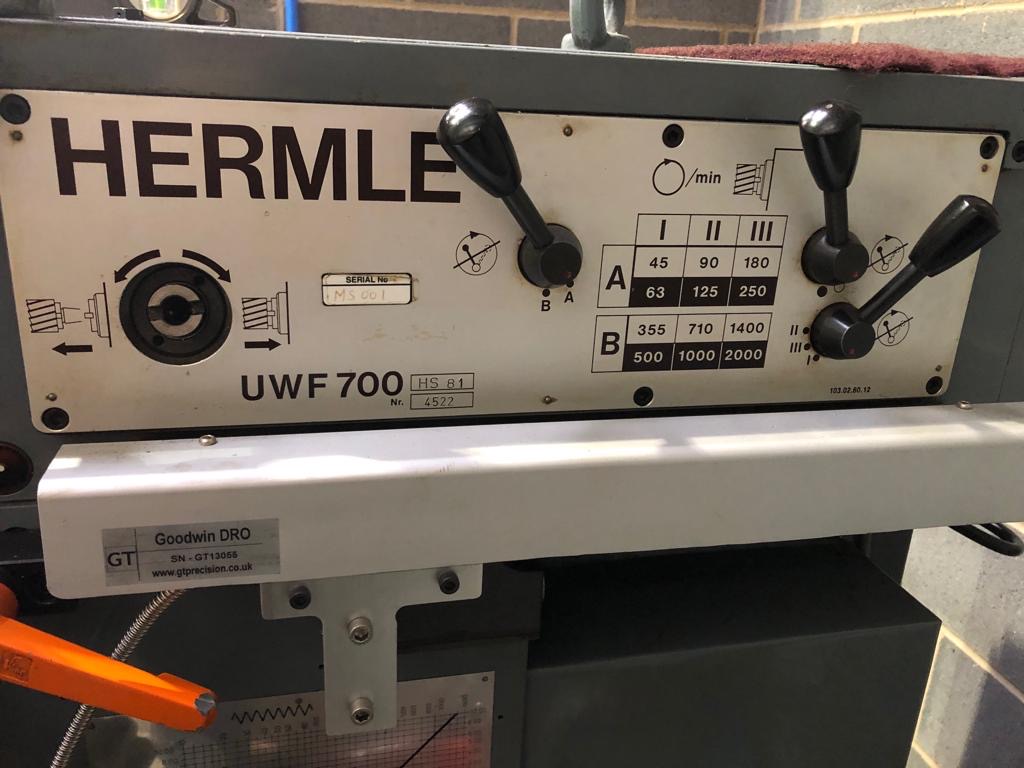 HERMLE
/min
I II III
A
45 90 180
63 125 250
B
355 710 1400
500 1000 2000
B A
II
III
I
SERIAL No
MS 001
UWF 700 HS 81
Nr. 4522
103.02.60.12
GT
Goodwin DRO
SN - GT13055
www.gtprecision.co.uk